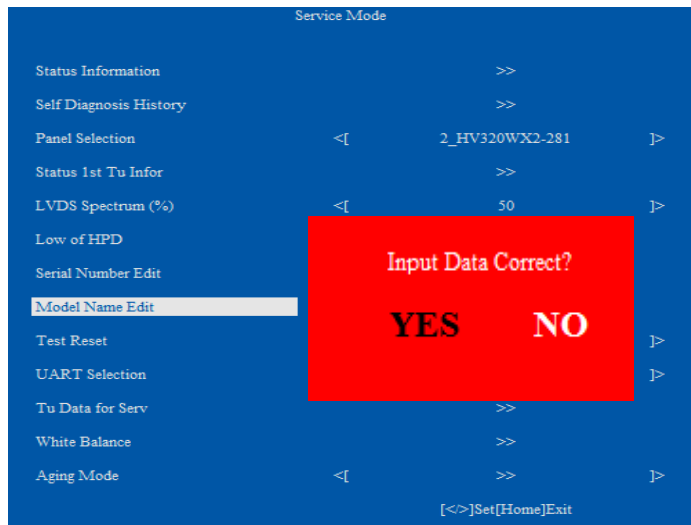 Service Mode
Status Information >>
Self Diagnosis History >>
Panel Selection <[ 2_HV320WX2-281 ]>
Status 1st Tu Infor >>
LVDS Spectrum (%) <[ 50 ]>
Low of HPD
Input Data Correct?
Serial Number Edit
Model Name Edit
YES NO
Test Reset ]>
UART Selection ]>
Tu Data for Serv >>
White Balance >>
Aging Mode <[ >> ]>
[</>]Set[Home]Exit